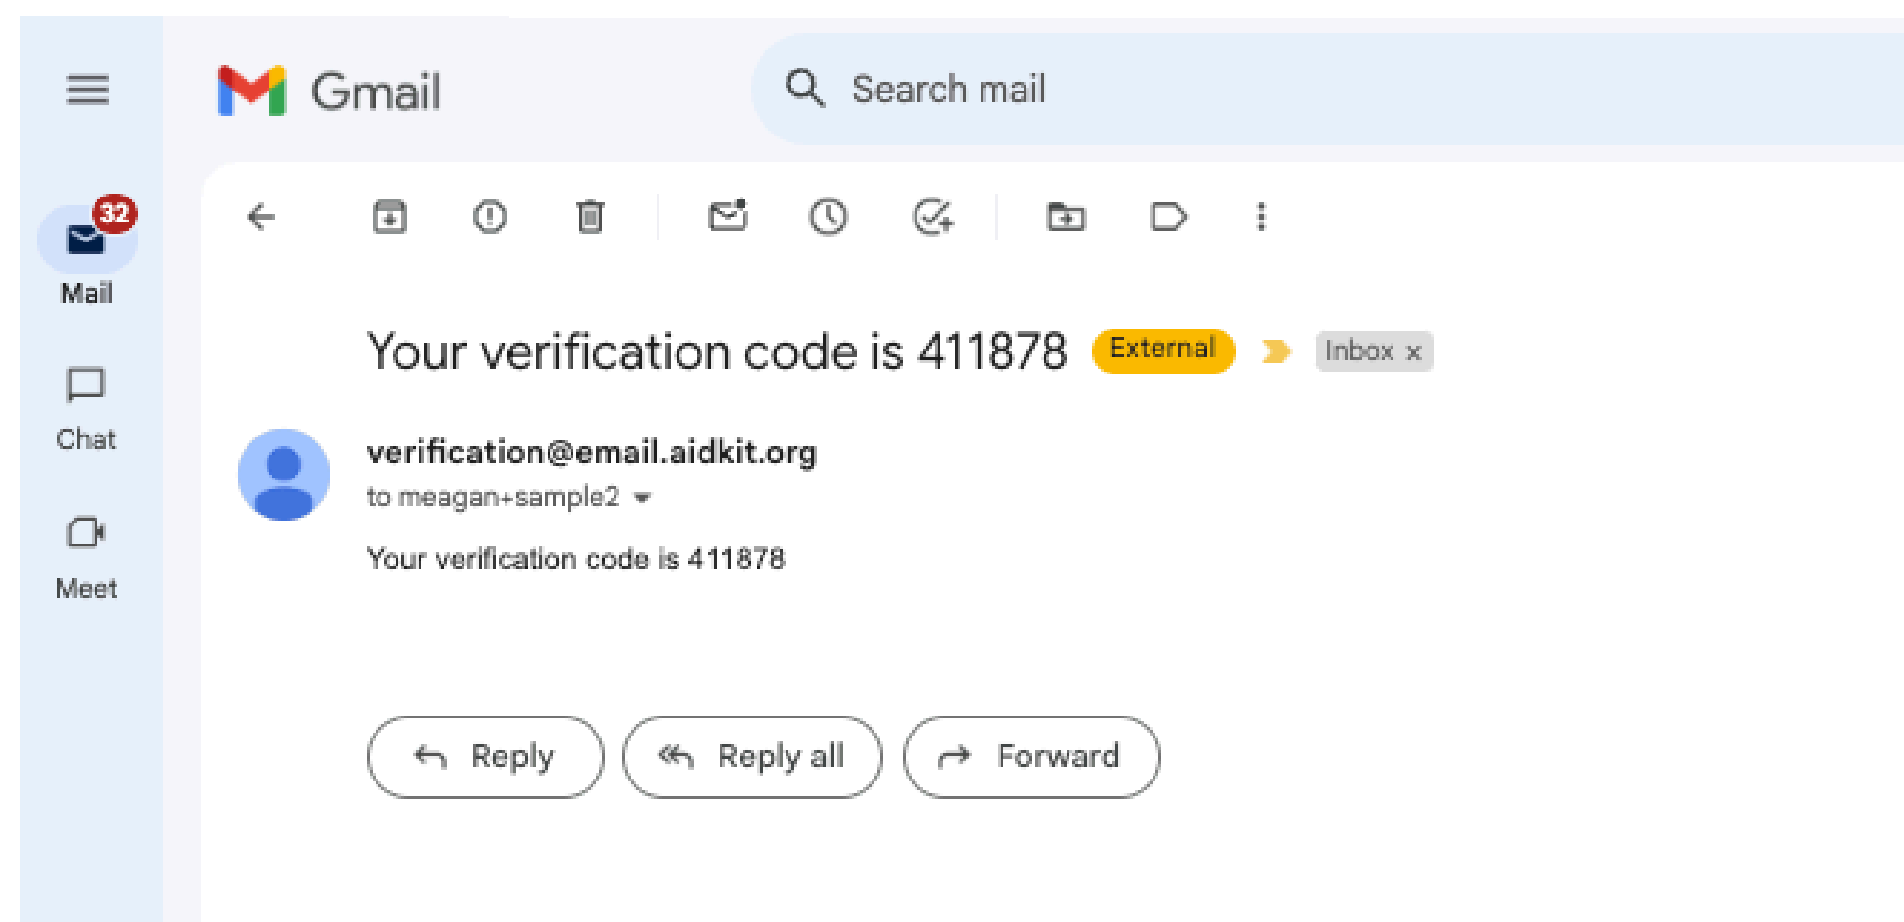 Gmail
Search mail
32
Mail
Chat
Meet
Your verification code is 411878 External Inbox x
verification@email.aidkit.org
to meagan+sample2
Your verification code is 411878
Reply Reply all Forward